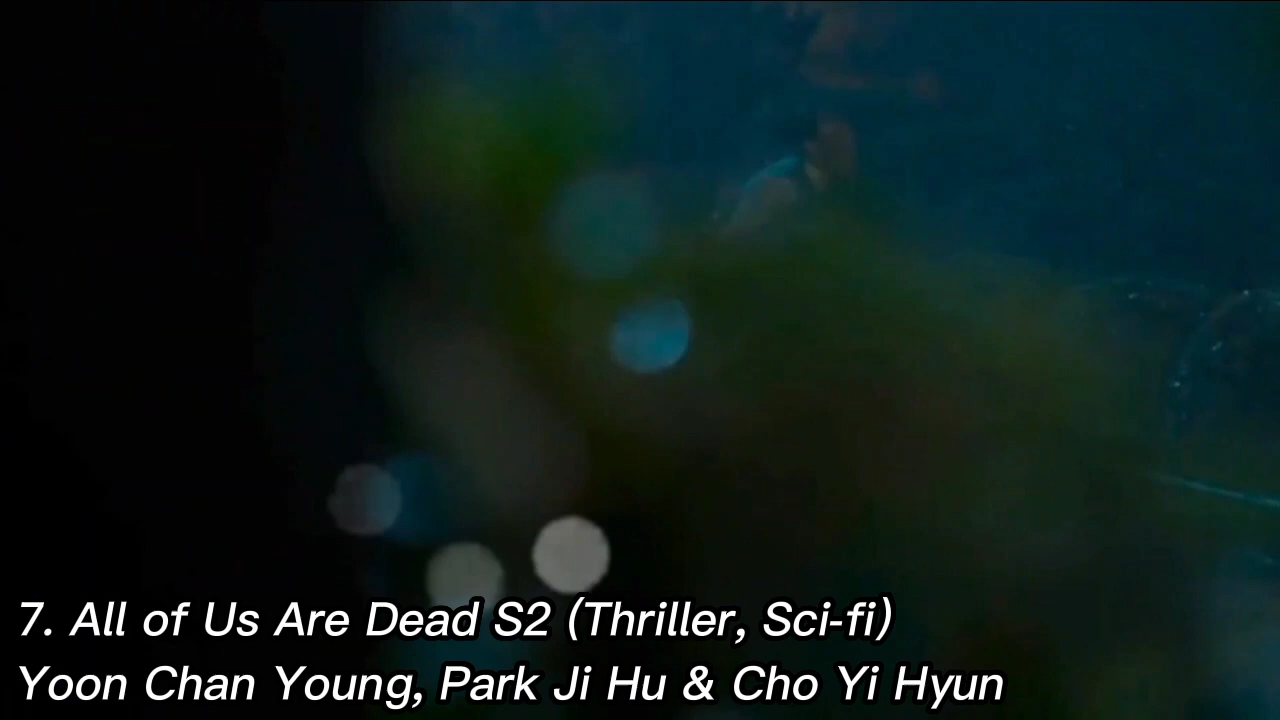 7. All of Us Are Dead S2 (Thriller, Sci-fi)
Yoon Chan Young, Park Ji Hu & Cho Yi Hyun